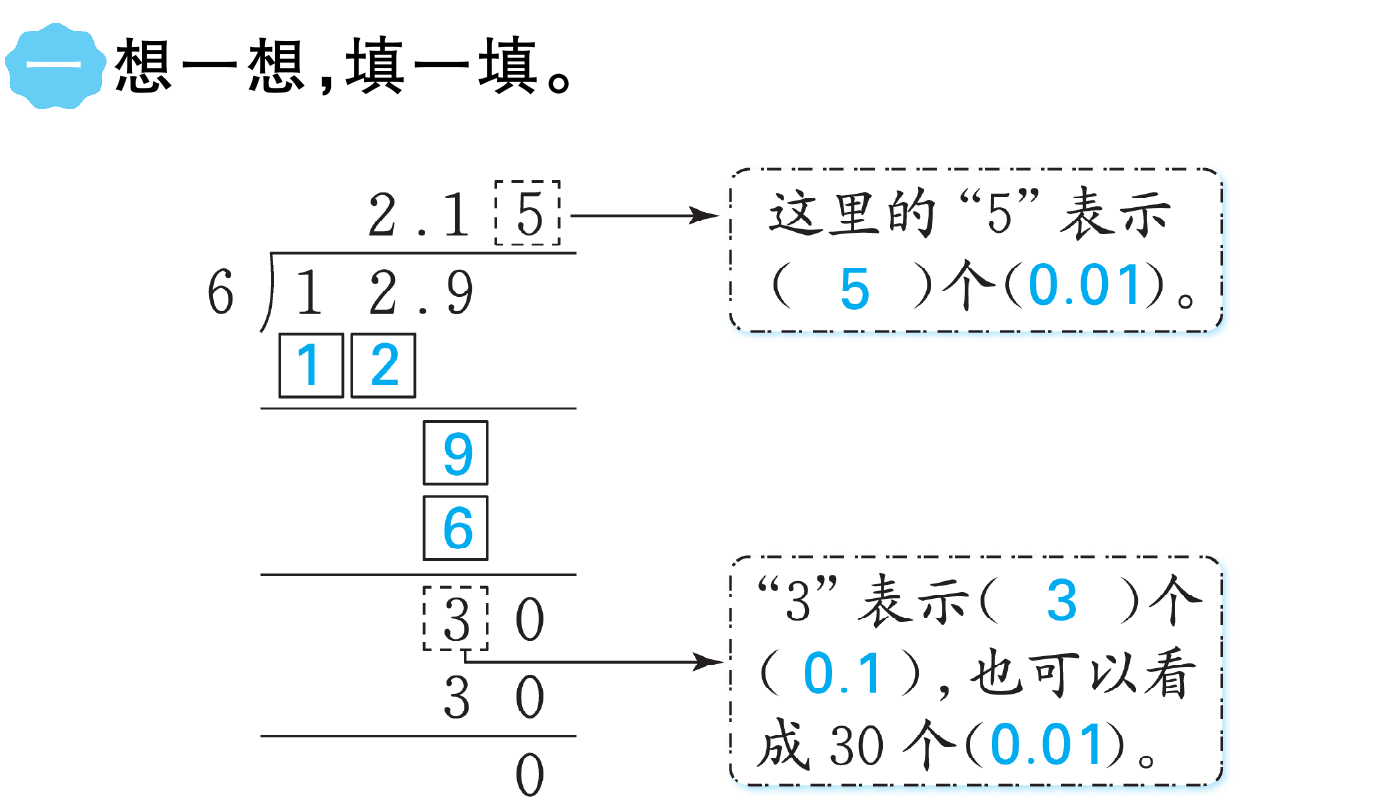 一 想一想,填一填。
2.15
这里的“5”表示
6 12.9
( 5 )个(0.01)。
12
9
6
“3”表示( 3 )个
30
(0.1),也可以看
30
成30个(0.01)。
0